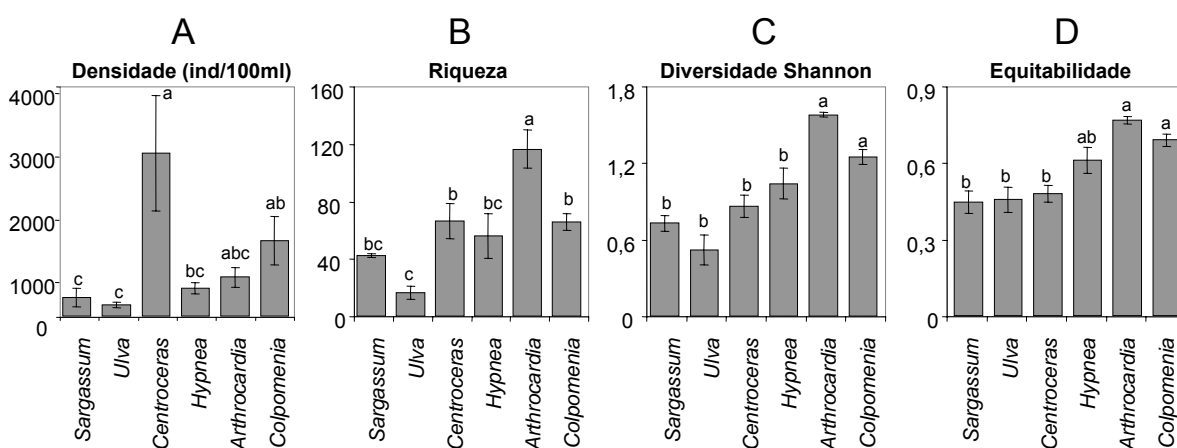 A B C D
Densidade (ind/100ml) Riqueza Diversidade Shannon Equitabilidade
4000
3000
2000
1000
0
a
ab
abc
bc
c
c
Sargassum
Ulva
Centroceras
Hypnea
Arthrocardia
Colpomenia
160
120
80
40
0
bc
c
b
bc
a
b
Sargassum
Ulva
Centroceras
Hypnea
Arthrocardia
Colpomenia
1,8
1,2
0,6
0
b
b
b
b
a
a
Sargassum
Ulva
Centroceras
Hypnea
Arthrocardia
Colpomenia
0,9
0,6
0,3
0
b
b
b
ab
a
a
Sargassum
Ulva
Centroceras
Hypnea
Arthrocardia
Colpomenia